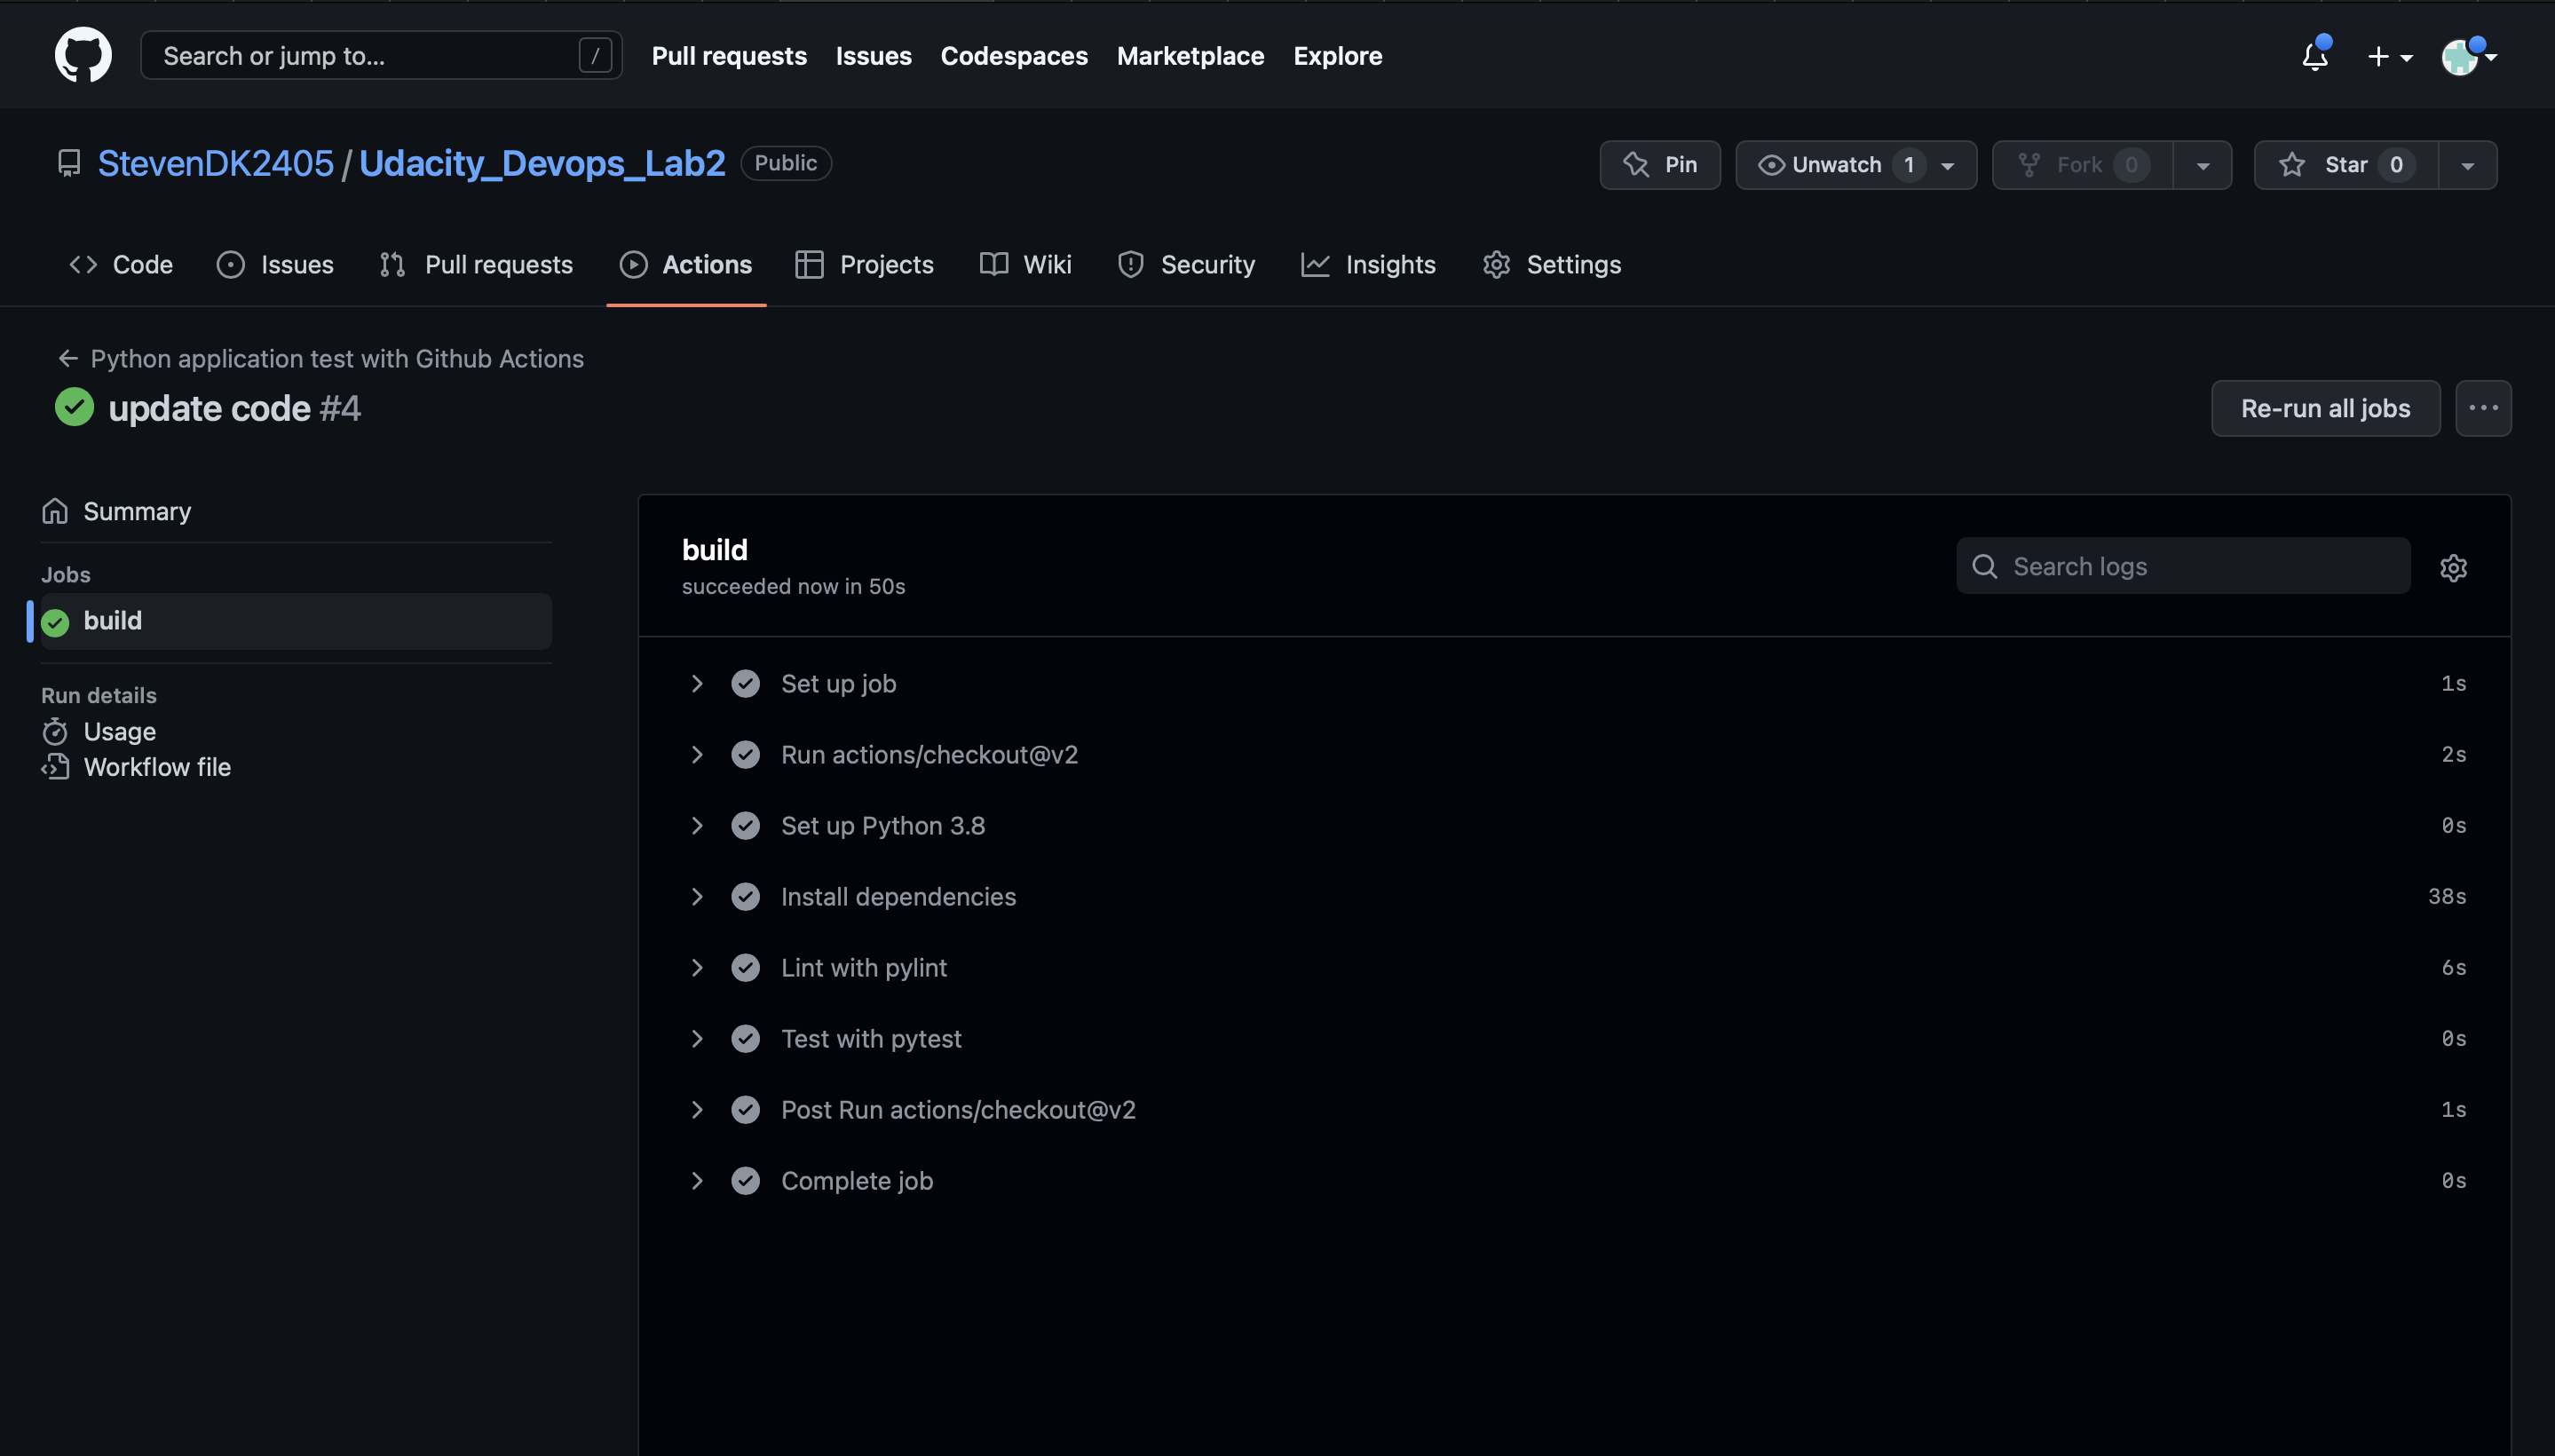 Search or jump to... /
Pull requests Issues Codespaces Marketplace Explore
StevenDK2405 / Udacity_Devops_Lab2 Public
Pin Unwatch 1 Fork 0 Star 0
Code Issues Pull requests Actions Projects Wiki Security Insights Settings
Python application test with Github Actions
update code #4
Re-run all jobs
Summary
Jobs
build
Run details
Usage
Workflow file
build
succeeded now in 50s
Search logs
Set up job 1s
Run actions/checkout@v2 2s
Set up Python 3.8 0s
Install dependencies 38s
Lint with pylint 6s
Test with pytest 0s
Post Run actions/checkout@v2 1s
Complete job 0s